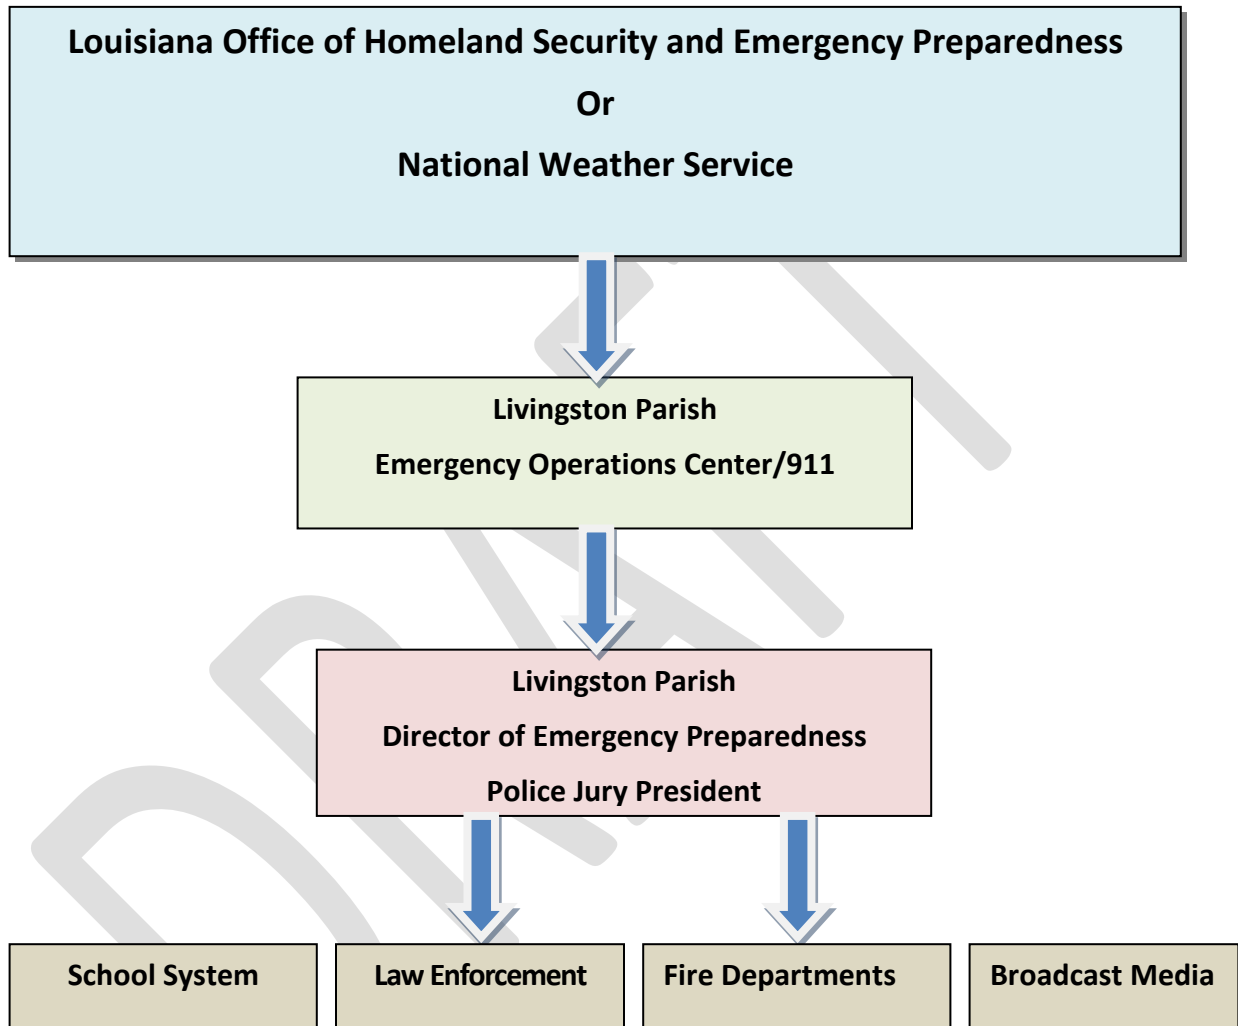 Louisiana Office of Homeland Security and Emergency Preparedness
Or
National Weather Service
Livingston Parish
Emergency Operations Center/911
Livingston Parish
Director of Emergency Preparedness
Police Jury President
School System
Law Enforcement
Fire Departments
Broadcast Media
DRAFT